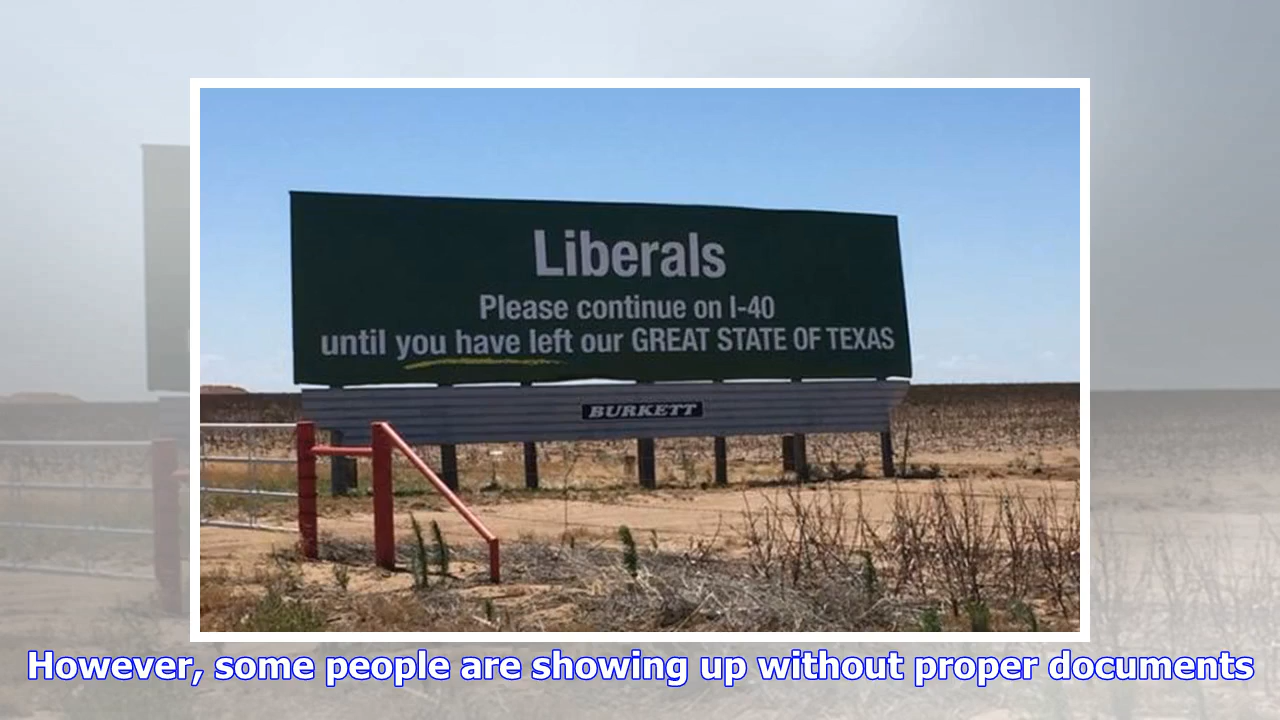 Liberals
Please continue on I-40
until you have left our GREAT STATE OF TEXAS
BURKETT
However, some people are showing up without proper documents